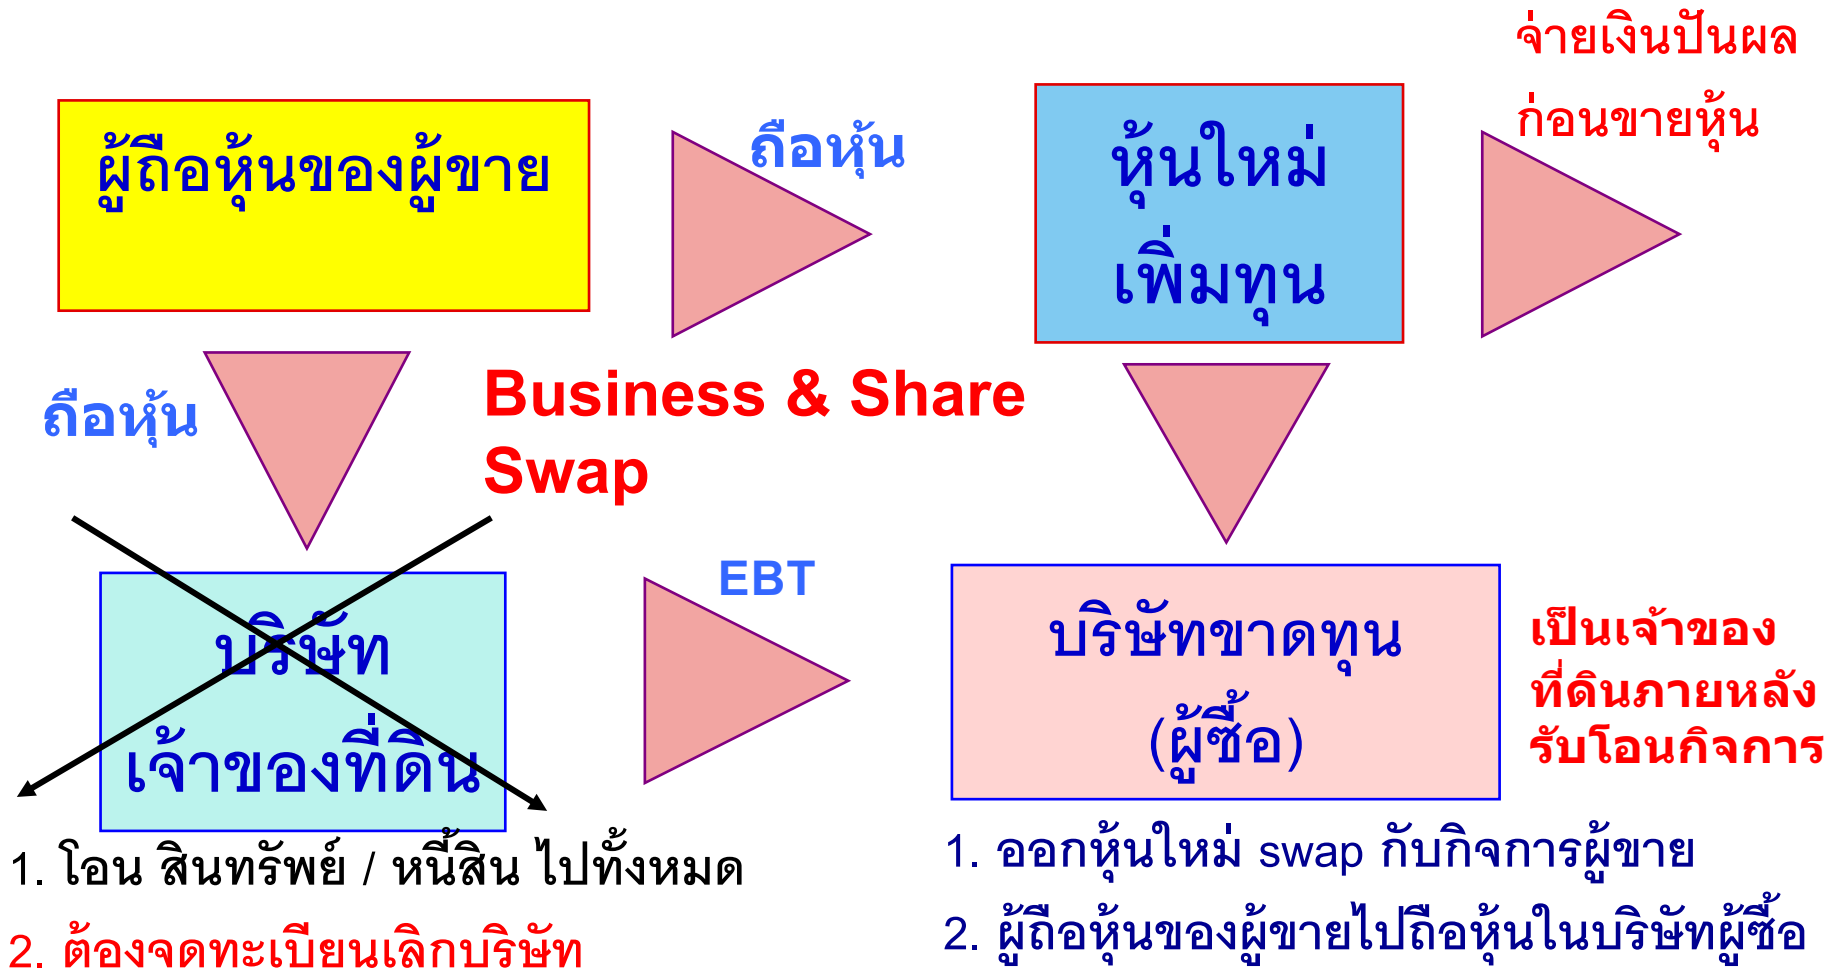 จ่ายเงินปันผล
ก่อนขายหุ้น
ผู้ถือหุ้นของผู้ขาย
ถือหุ้น
หุ้นใหม่
เพิ่มทุน
ถือหุ้น
Business & Share
Swap
EBT
บริษัท
เจ้าของที่ดิน
บริษัทขาดทุน
(ผู้ซื้อ)
เป็นเจ้าของ
ที่ดินภายหลัง
รับโอนกิจการ
1. โอน สินทรัพย์ / หนี้สิน ไปทั้งหมด
2. ต้องจดทะเบียนเลิกบริษัท
1. ออกหุ้นใหม่ swap กับกิจการผู้ขาย
2. ผู้ถือหุ้นของผู้ขายไปถือหุ้นในบริษัทผู้ซื้อ